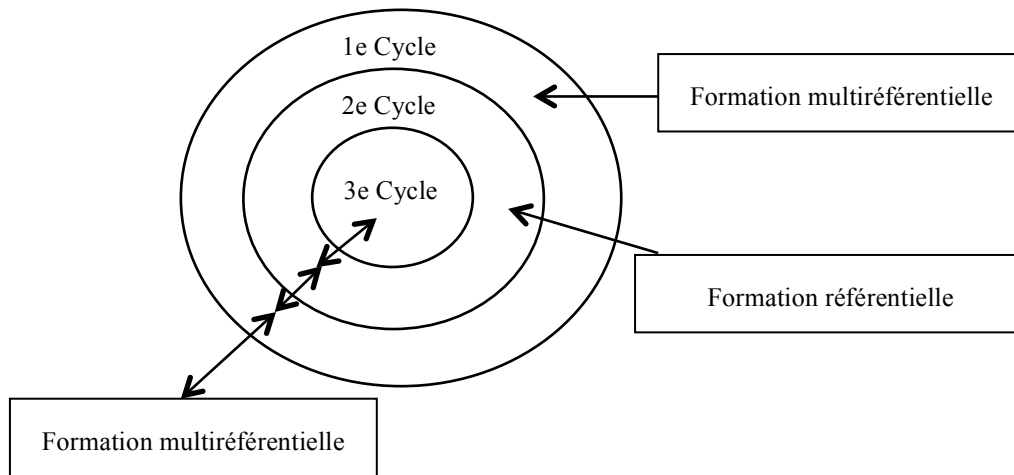 1e Cycle
Formation multiréférentielle
2e Cycle
3e Cycle
Formation référentielle
Formation multiréférentielle